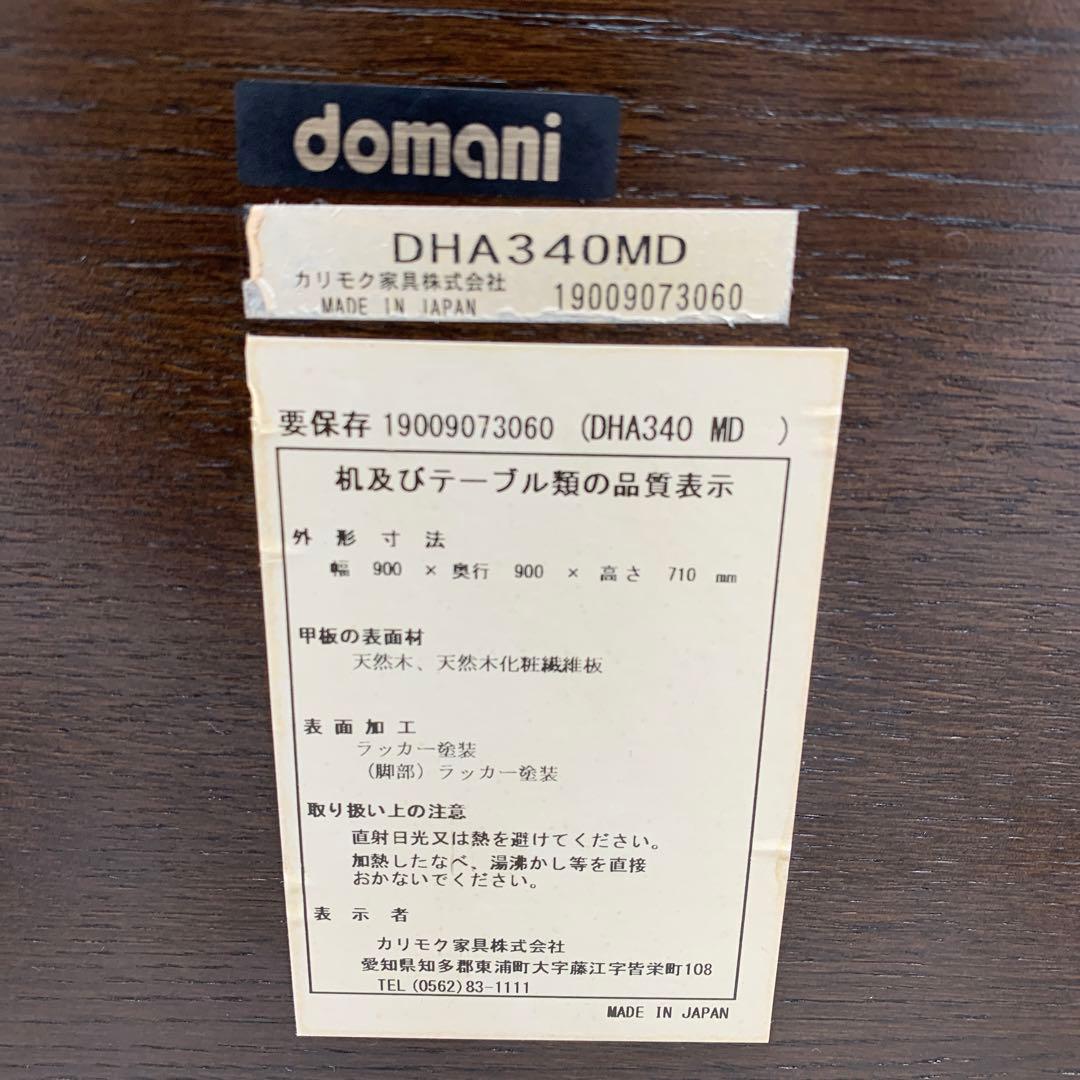 domani
DHA340MD
カリモク家具株式会社
MADE IN JAPAN 19009073060
要保存 19009073060 (DHA340 MD )
机及びテーブル類の品質表示
外形寸法
幅 900 × 奥行 900 × 高さ 710 mm
甲板の表面材
天然木、天然木化粧繊維板
表面加工
ラッカー塗装
(脚部)ラッカー塗装
取り扱い上の注意
直射日光又は熱を避けてください。
加熱したなべ、湯沸かし等を直接
おかないでください。
表示者
カリモク家具株式会社
愛知県知多郡東浦町大字藤江字皆栄町108
TEL(0562)83-1111
MADE IN JAPAN